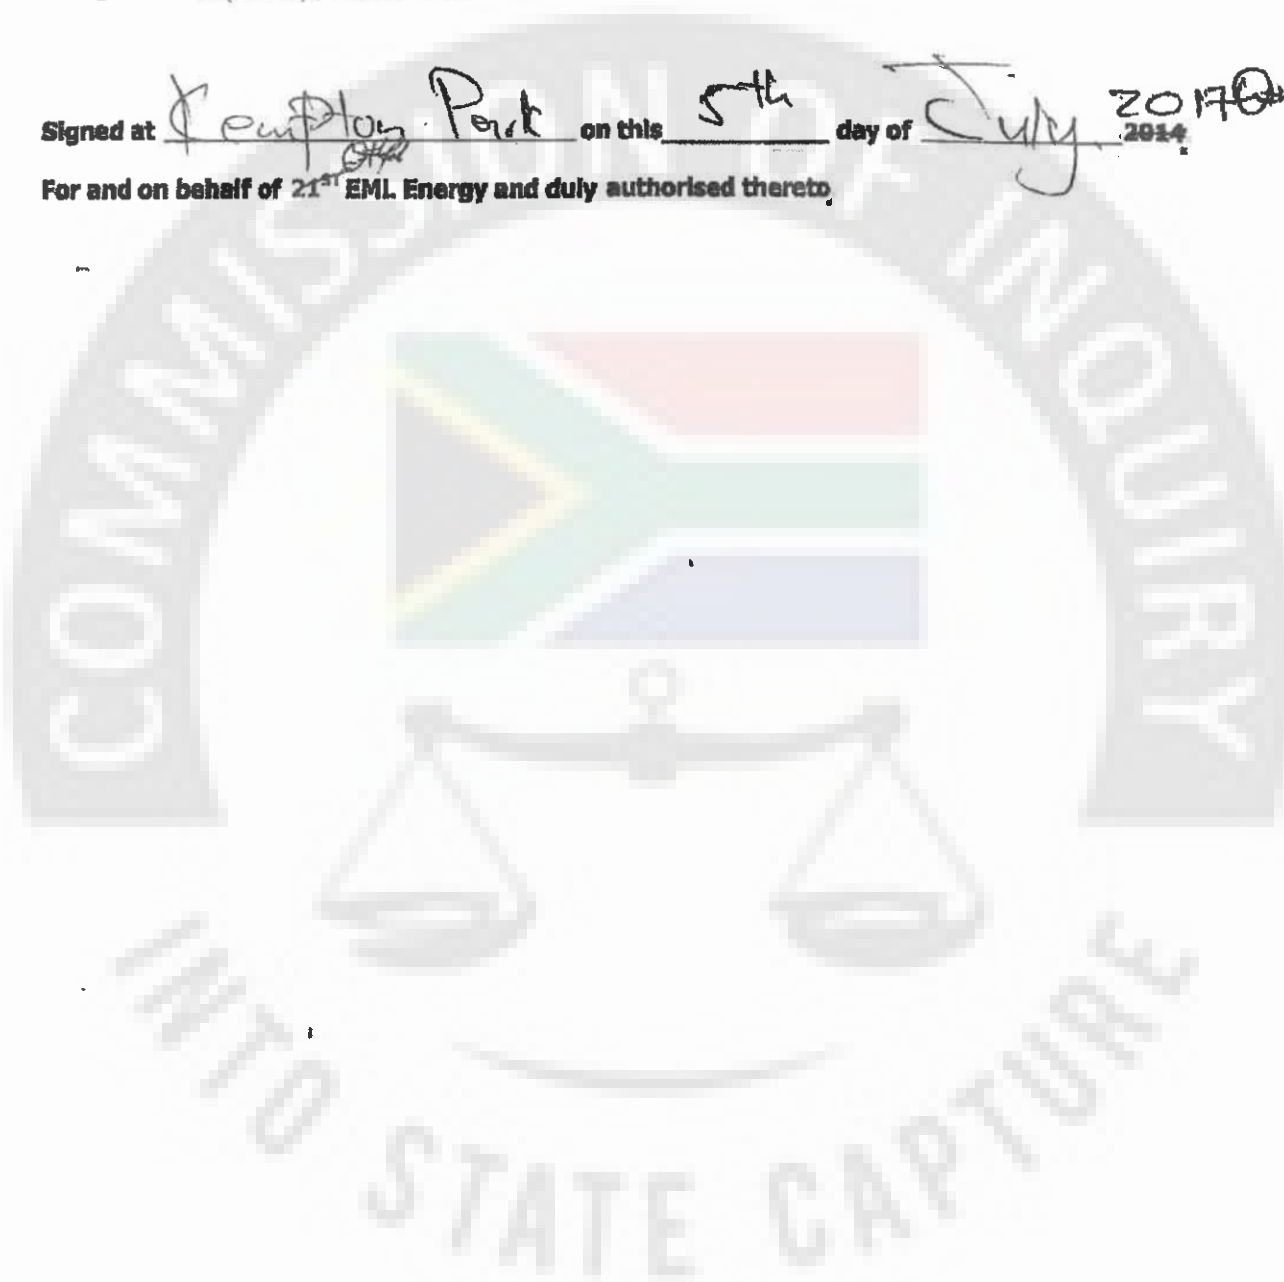 Signed at Kempton Park on this 5th day of July 2014 2017
For and on behalf of 21ST EML Energy and duly authorised thereto
COMMISSION OF INQUIRY
INTO STATE CAPTURE